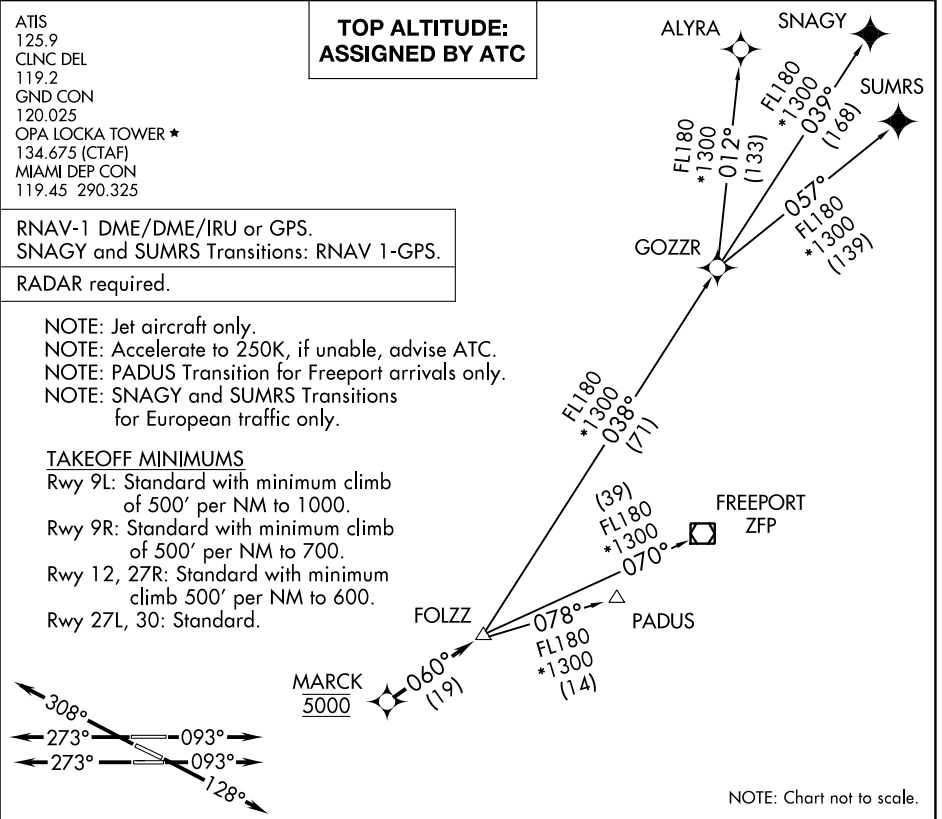 ATIS
125.9
CLNC DEL
119.2
GND CON
120.025
OPA LOCKA TOWER ★
134.675 (CTAF)
MIAMI DEP CON
119.45 290.325
TOP ALTITUDE:
ASSIGNED BY ATC
RNAV-1 DME/DME/IRU or GPS.
SNAGY and SUMRS Transitions: RNAV 1-GPS.
RADAR required.
NOTE: Jet aircraft only.
NOTE: Accelerate to 250K, if unable, advise ATC.
NOTE: PADUS Transition for Freeport arrivals only.
NOTE: SNAGY and SUMRS Transitions
for European traffic only.
TAKEOFF MINIMUMS
Rwy 9L: Standard with minimum climb
of 500' per NM to 1000.
Rwy 9R: Standard with minimum climb
of 500' per NM to 700.
Rwy 12, 27R: Standard with minimum
climb 500' per NM to 600.
Rwy 27L, 30: Standard.
ALYRA
SNAGY
SUMRS
FL180
*1300
012°
(133)
FL180
*1300
039°
(168)
057°
FL180
*1300
(139)
GOZZR
FL180
*1300
038°
(71)
(39)
FL180
*1300
070°
FREEPORT
ZFP
FOLZZ
078°
FL180
*1300
(14)
PADUS
MARCK
5000
060°
(19)
308°
273°
093°
273°
093°
128°
NOTE: Chart not to scale.